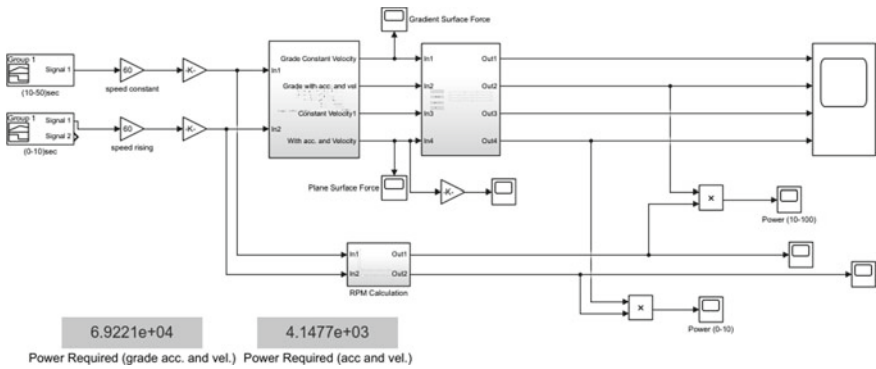 Gradient Surface Force
Group 1
Signal 1
(10-50)sec
60
speed constant
-K-
Group 1
Signal 1
Signal 2
(0-10)sec
60
speed rising
-K-
In1
In2
Grade Constant Velocity
Grade with acc. and vel
Constant Velocity1
With acc. and Velocity
In1
In2
In3
In4
Out1
Out2
Out3
Out4
Plane Surface Force
-K-
×
Power (10-100)
In1
In2
Out1
Out2
RPM Calculation
×
Power (0-10)
6.9221e+04
Power Required (grade acc. and vel.)
4.1477e+03
Power Required (acc and vel.)